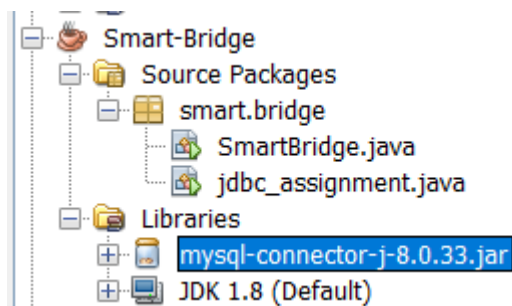 Smart-Bridge
Source Packages
smart.bridge
SmartBridge.java
jdbc_assignment.java
Libraries
mysql-connector-j-8.0.33.jar
JDK 1.8 (Default)